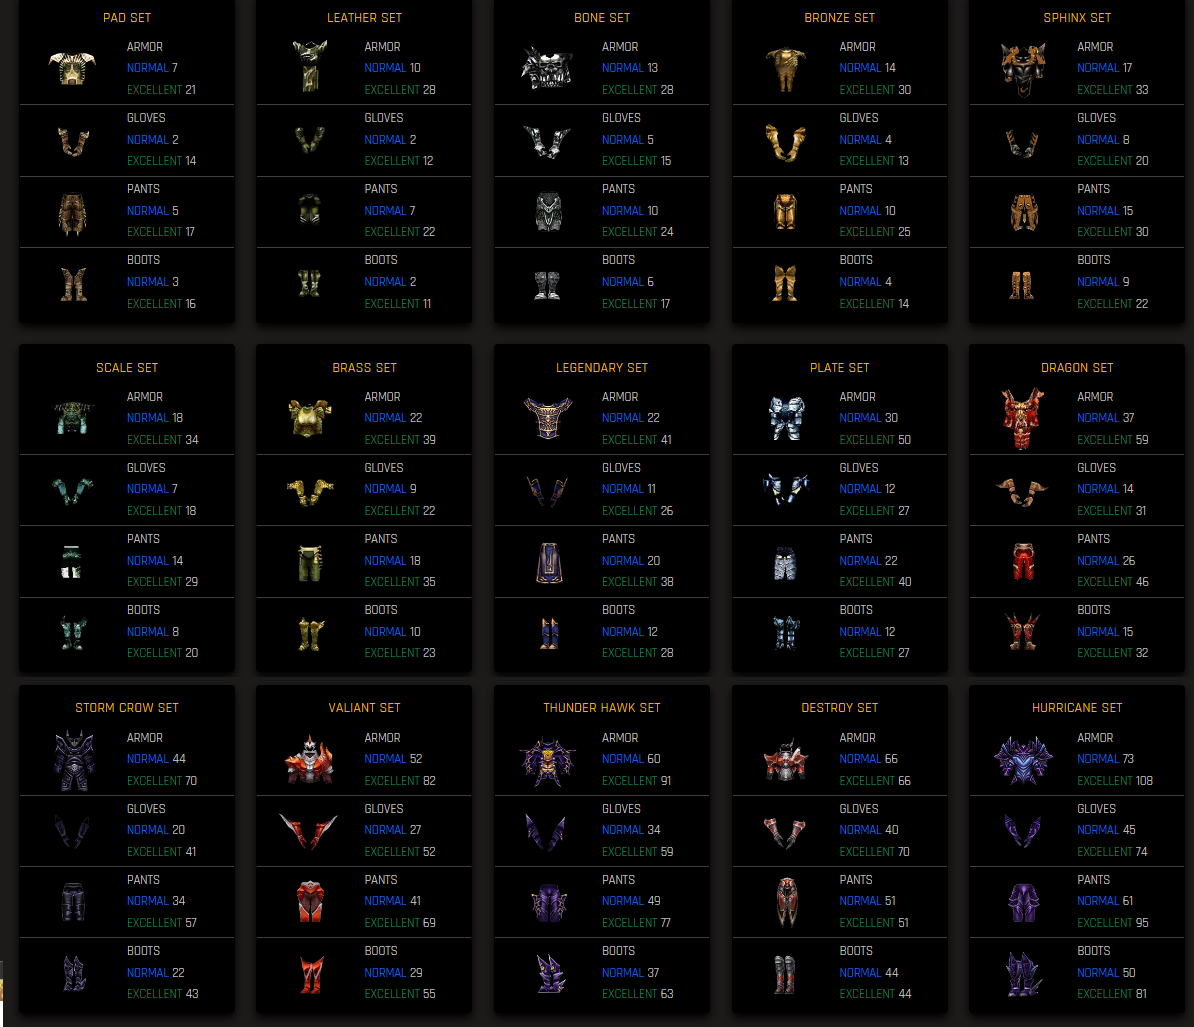 PAD SET
ARMOR
NORMAL 7
EXCELLENT 21
GLOVES
NORMAL 2
EXCELLENT 14
PANTS
NORMAL 5
EXCELLENT 17
BOOTS
NORMAL 3
EXCELLENT 16
LEATHER SET
ARMOR
NORMAL 10
EXCELLENT 28
GLOVES
NORMAL 2
EXCELLENT 12
PANTS
NORMAL 7
EXCELLENT 22
BOOTS
NORMAL 2
EXCELLENT 11
BONE SET
ARMOR
NORMAL 13
EXCELLENT 28
GLOVES
NORMAL 5
EXCELLENT 15
PANTS
NORMAL 10
EXCELLENT 24
BOOTS
NORMAL 6
EXCELLENT 17
BRONZE SET
ARMOR
NORMAL 14
EXCELLENT 30
GLOVES
NORMAL 4
EXCELLENT 13
PANTS
NORMAL 10
EXCELLENT 25
BOOTS
NORMAL 4
EXCELLENT 14
SPHINX SET
ARMOR
NORMAL 17
EXCELLENT 33
GLOVES
NORMAL 8
EXCELLENT 20
PANTS
NORMAL 15
EXCELLENT 30
BOOTS
NORMAL 9
EXCELLENT 22
SCALE SET
ARMOR
NORMAL 18
EXCELLENT 34
GLOVES
NORMAL 7
EXCELLENT 18
PANTS
NORMAL 14
EXCELLENT 29
BOOTS
NORMAL 8
EXCELLENT 20
BRASS SET
ARMOR
NORMAL 22
EXCELLENT 39
GLOVES
NORMAL 9
EXCELLENT 22
PANTS
NORMAL 18
EXCELLENT 35
BOOTS
NORMAL 10
EXCELLENT 23
LEGENDARY SET
ARMOR
NORMAL 22
EXCELLENT 41
GLOVES
NORMAL 11
EXCELLENT 26
PANTS
NORMAL 20
EXCELLENT 38
BOOTS
NORMAL 12
EXCELLENT 28
PLATE SET
ARMOR
NORMAL 30
EXCELLENT 50
GLOVES
NORMAL 12
EXCELLENT 27
PANTS
NORMAL 22
EXCELLENT 40
BOOTS
NORMAL 12
EXCELLENT 27
DRAGON SET
ARMOR
NORMAL 37
EXCELLENT 59
GLOVES
NORMAL 14
EXCELLENT 31
PANTS
NORMAL 26
EXCELLENT 46
BOOTS
NORMAL 15
EXCELLENT 32
STORM CROW SET
ARMOR
NORMAL 44
EXCELLENT 70
GLOVES
NORMAL 20
EXCELLENT 41
PANTS
NORMAL 34
EXCELLENT 57
BOOTS
NORMAL 22
EXCELLENT 43
VALIANT SET
ARMOR
NORMAL 52
EXCELLENT 82
GLOVES
NORMAL 27
EXCELLENT 52
PANTS
NORMAL 41
EXCELLENT 69
BOOTS
NORMAL 29
EXCELLENT 55
THUNDER HAWK SET
ARMOR
NORMAL 60
EXCELLENT 91
GLOVES
NORMAL 34
EXCELLENT 59
PANTS
NORMAL 49
EXCELLENT 77
BOOTS
NORMAL 37
EXCELLENT 63
DESTROY SET
ARMOR
NORMAL 66
EXCELLENT 66
GLOVES
NORMAL 40
EXCELLENT 70
PANTS
NORMAL 51
EXCELLENT 51
BOOTS
NORMAL 44
EXCELLENT 44
HURRICANE SET
ARMOR
NORMAL 73
EXCELLENT 108
GLOVES
NORMAL 45
EXCELLENT 74
PANTS
NORMAL 61
EXCELLENT 95
BOOTS
NORMAL 50
EXCELLENT 81